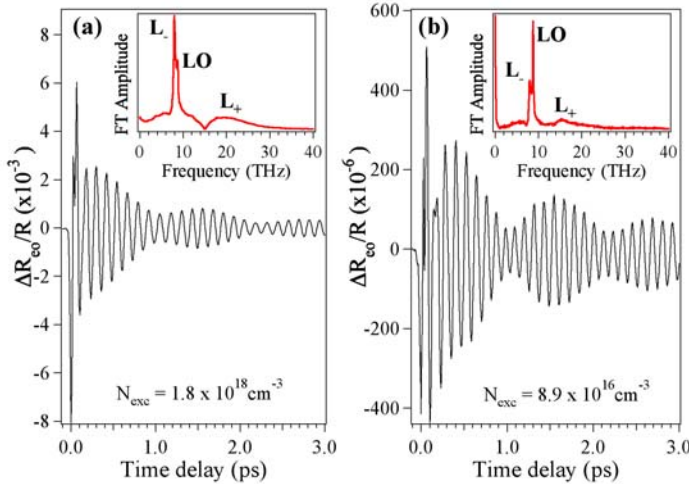 (a)
L-
LO
L+
FT Amplitude
0 10 20 30 40
Frequency (THz)
8
6
4
2
0
-2
-4
-6
-8
ΔReo/R (x10-3)
Nexc = 1.8 x 1018cm-3
0.0 1.0 2.0 3.0
Time delay (ps)
(b)
LO
L-
L+
FT Amplitude
0 10 20 30 40
Frequency (THz)
600
400
200
0
-200
-400
ΔReo/R (x10-6)
Nexc = 8.9 x 1016cm-3
0.0 1.0 2.0 3.0
Time delay (ps)